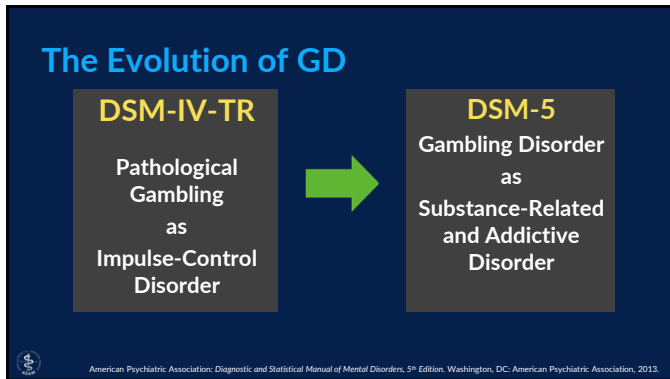 The Evolution of GD
DSM-IV-TR
Pathological
Gambling
as
Impulse-Control
Disorder
DSM-5
Gambling Disorder
as
Substance-Related
and Addictive
Disorder
American Psychiatric Association: Diagnostic and Statistical Manual of Mental Disorders, 5th Edition. Washington, DC: American Psychiatric Association, 2013.